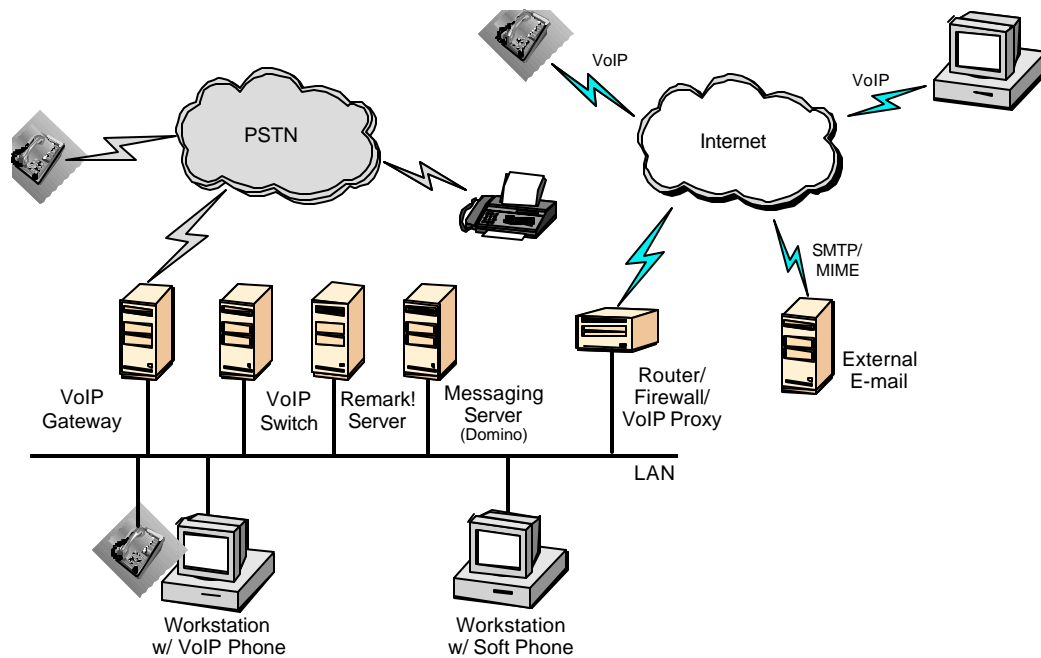 VoIP
VoIP
PSTN
Internet
SMTP/
MIME
VoIP
Gateway
VoIP
Switch
Remark!
Server
Messaging
Server
(Domino)
Router/
Firewall/
VoIP Proxy
External
E-mail
LAN
Workstation
w/ VoIP Phone
Workstation
w/ Soft Phone